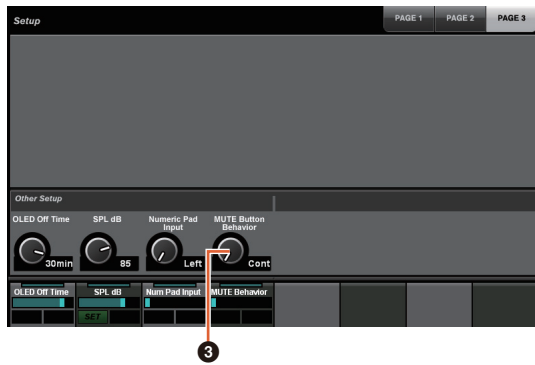 Setup
PAGE 1
PAGE 2
PAGE 3
Other Setup
OLED Off Time
SPL dB
Numeric Pad
Input
MUTE Button
Behavior
30min
85
Left
Cont
OLED Off Time
SPL dB
Num Pad Input
MUTE Behavior
SET
3